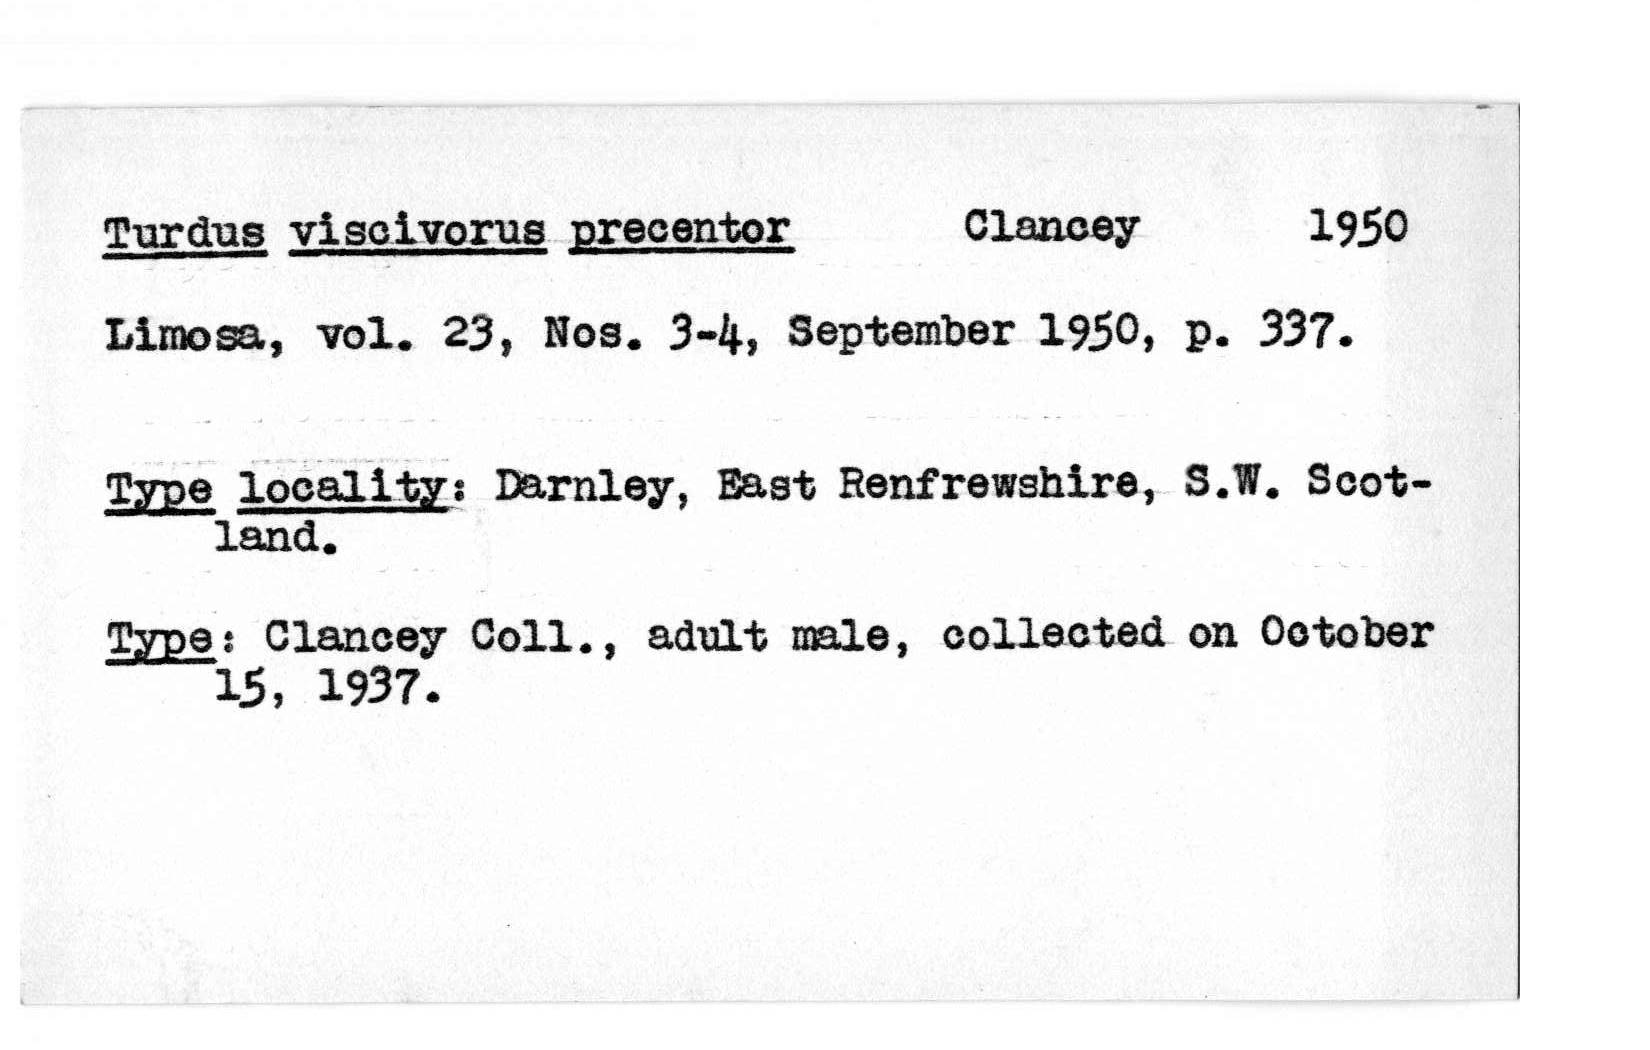 Turdus viscivorus precentor Clancey 1950
Limosa, vol. 23, Nos. 3-4, September 1950, p. 337.
Type locality: Darnley, East Renfrewshire, S.W. Scot-
land.
Type: Clancey Coll., adult male, collected on October
15, 1937.